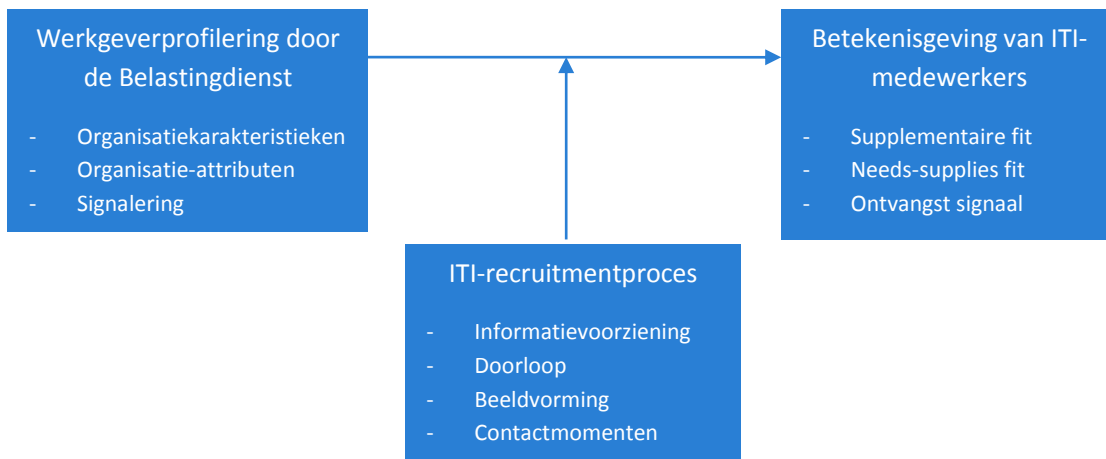 Werkgeverprofilering door
de Belastingdienst
- Organisatiekarakteristieken
- Organisatie-attributen
- Signalering
Betekenisgeving van ITI-
medewerkers
- Supplementaire fit
- Needs-supplies fit
- Ontvangst signaal
ITI-recruitmentproces
- Informatievoorziening
- Doorloop
- Beeldvorming
- Contactmomenten